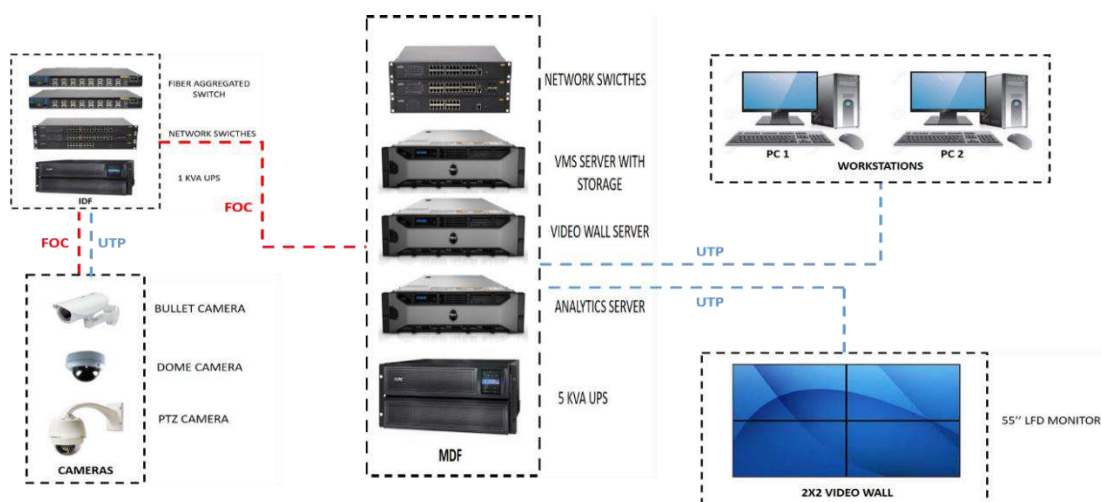 FIBER AGGREGATED
SWITCH
NETWORK SWICTHES
1 KVA UPS
IDF
FOC
FOC
UTP
BULLET CAMERA
DOME CAMERA
PTZ CAMERA
CAMERAS
NETWORK SWICTHES
VMS SERVER WITH
STORAGE
VIDEO WALL SERVER
ANALYTICS SERVER
5 KVA UPS
MDF
PC 1
PC 2
WORKSTATIONS
UTP
UTP
55’’ LFD MONITOR
2X2 VIDEO WALL